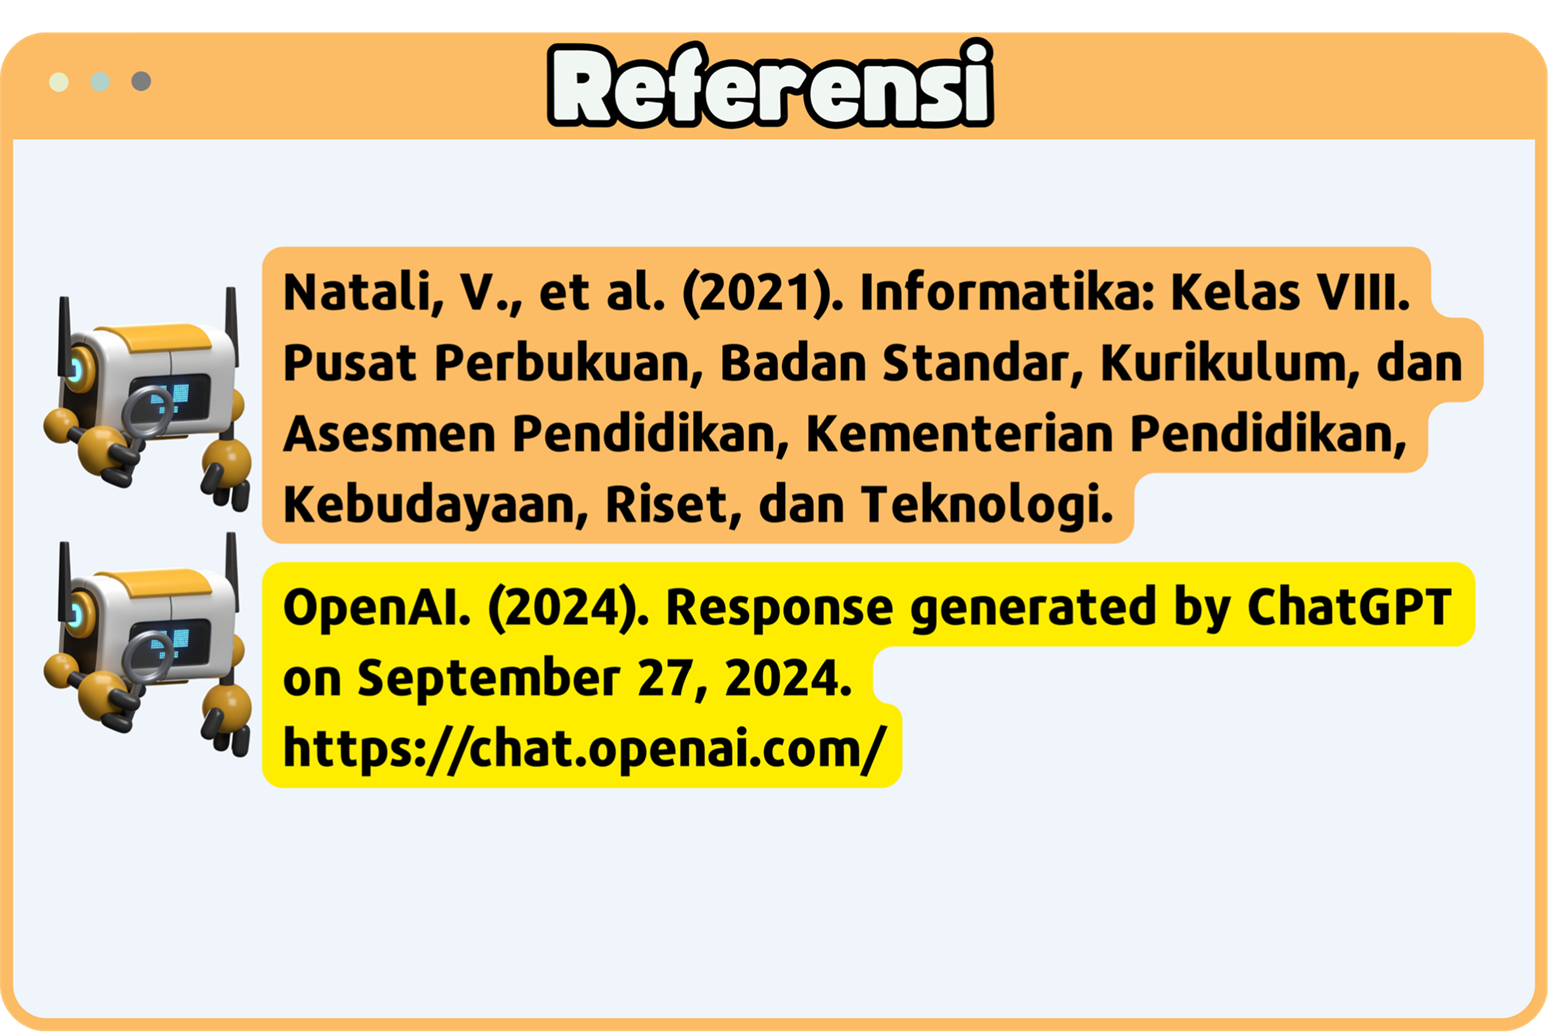 Referensi
Natali, V., et al. (2021). Informatika: Kelas VIII.
Pusat Perbukuan, Badan Standar, Kurikulum, dan
Asesmen Pendidikan, Kementerian Pendidikan,
Kebudayaan, Riset, dan Teknologi.
OpenAI. (2024). Response generated by ChatGPT
on September 27, 2024.
https://chat.openai.com/